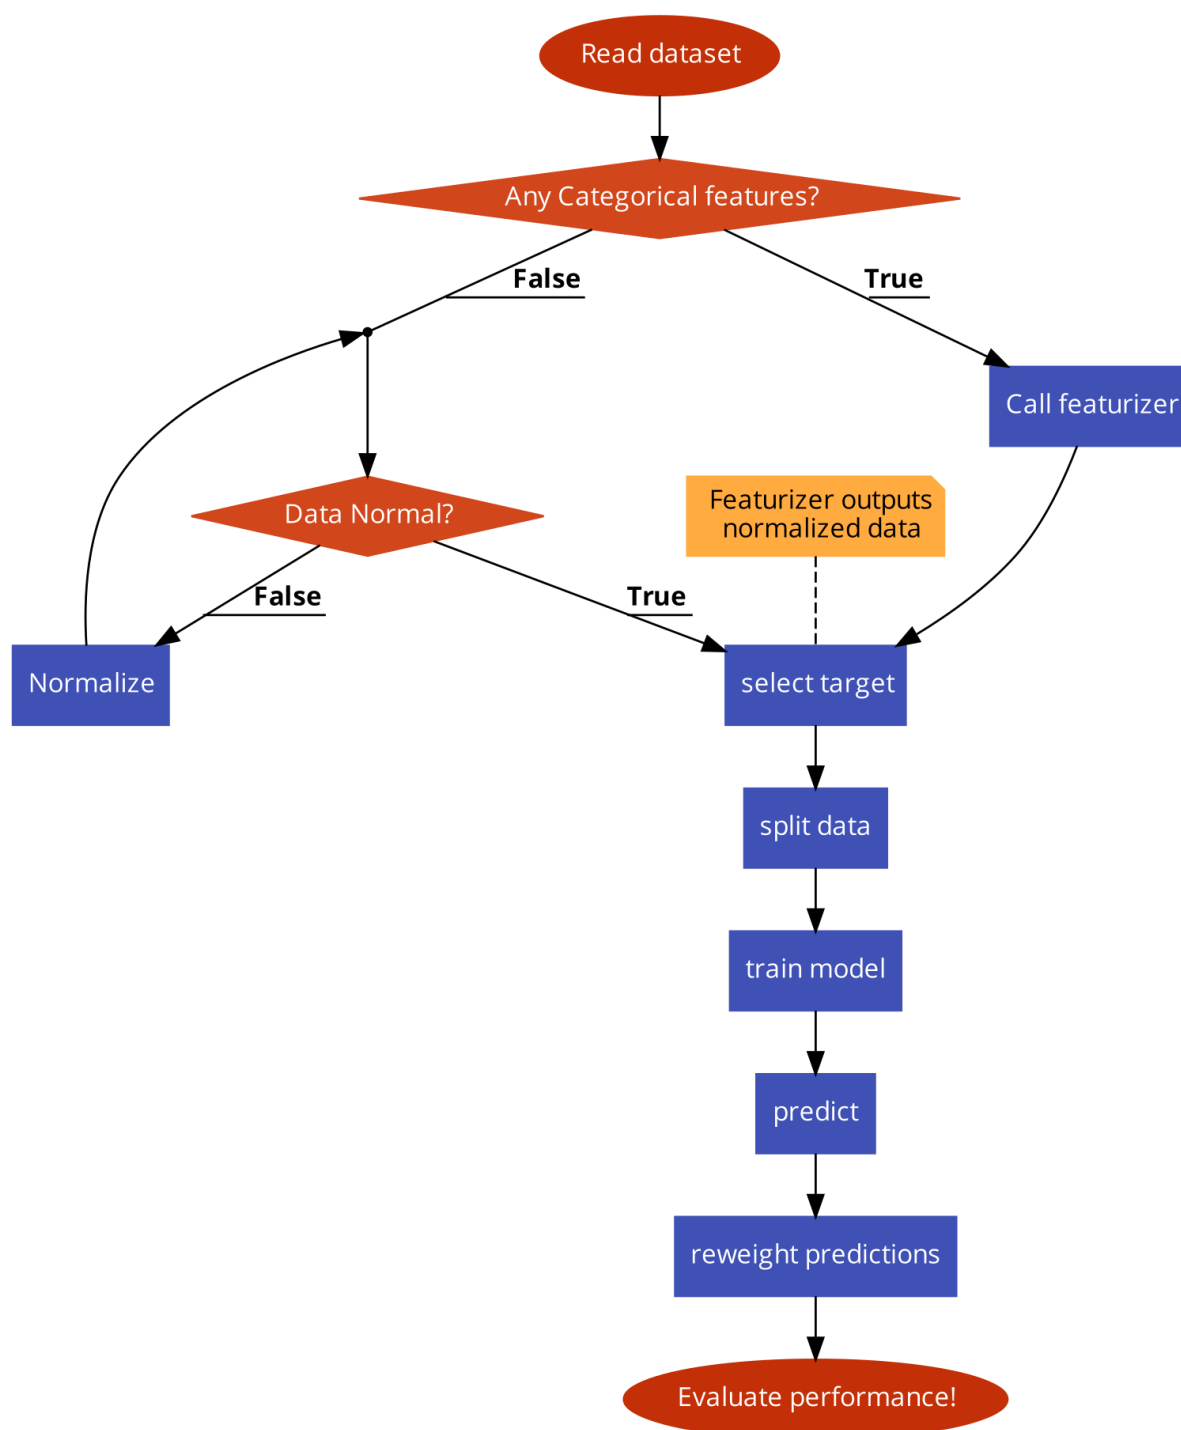 Read dataset
Any Categorical features?
False
True
Call featurizer
Data Normal?
Featurizer outputs
normalized data
False
True
Normalize
select target
split data
train model
predict
reweight predictions
Evaluate performance!